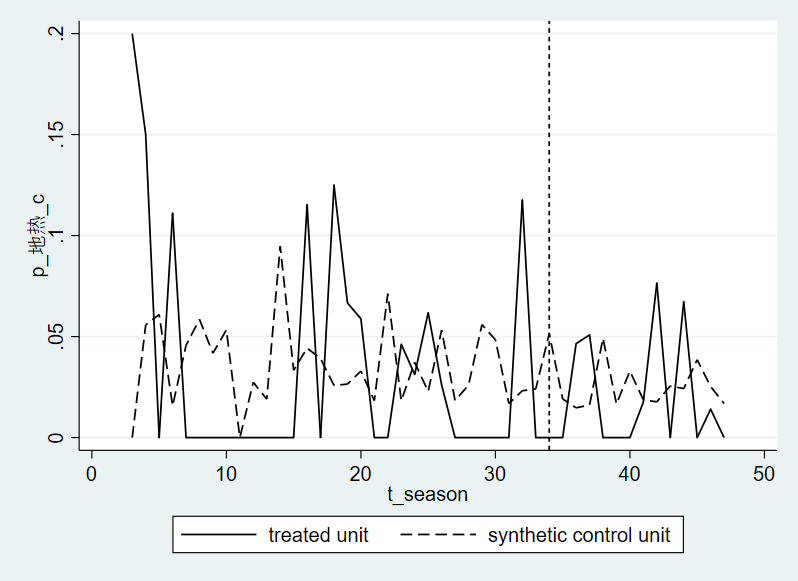 p_地热_c
.2
.15
.1
.05
0
0 10 20 30 40 50
t_season
treated unit synthetic control unit